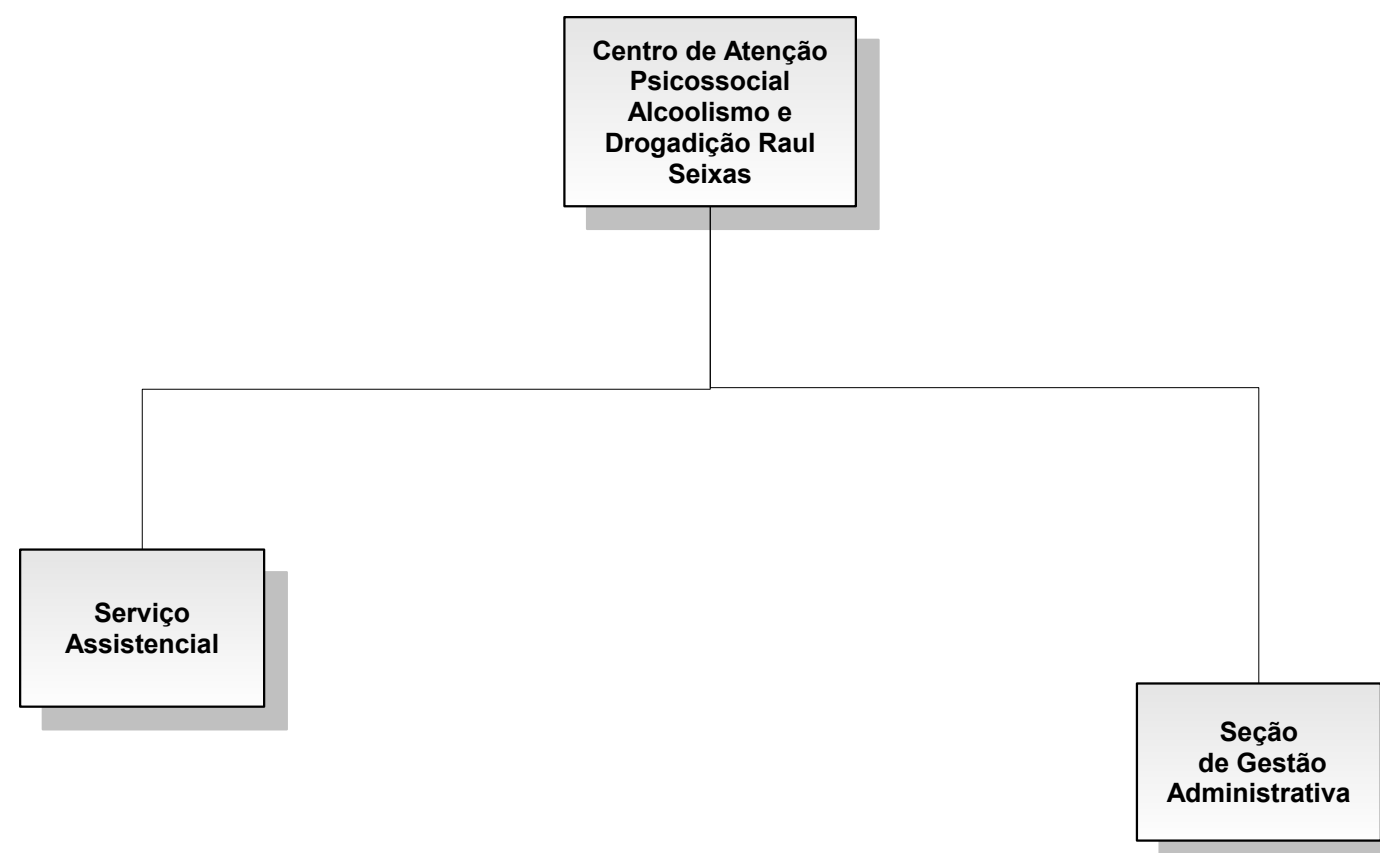 Centro de Atenção
Psicossocial
Alcoolismo e
Drogadição Raul
Seixas
Serviço
Assistencial
Seção
de Gestão
Administrativa